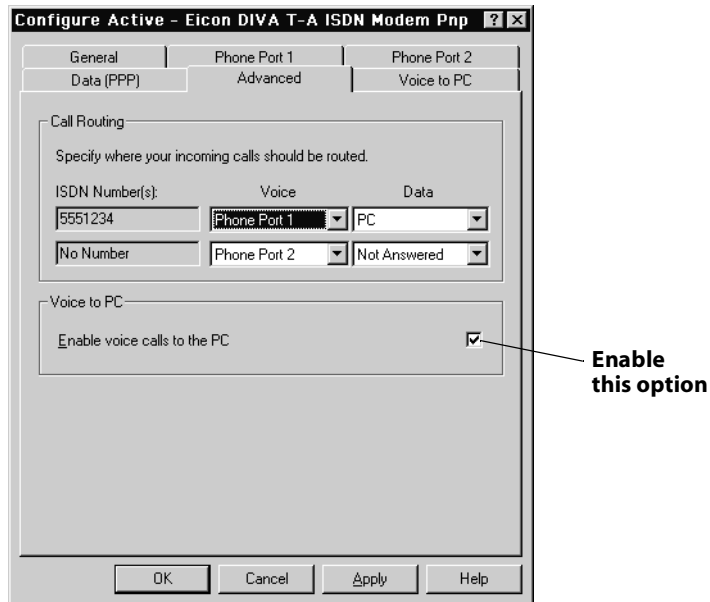 Configure Active - Eicon DIVA T-A ISDN Modem Pnp
General Phone Port 1 Phone Port 2
Data (PPP) Advanced Voice to PC
Call Routing
Specify where your incoming calls should be routed.
ISDN Number(s): Voice Data
5551234 Phone Port 1 PC
No Number Phone Port 2 Not Answered
Voice to PC
Enable voice calls to the PC
Enable
this option
OK Cancel Apply Help